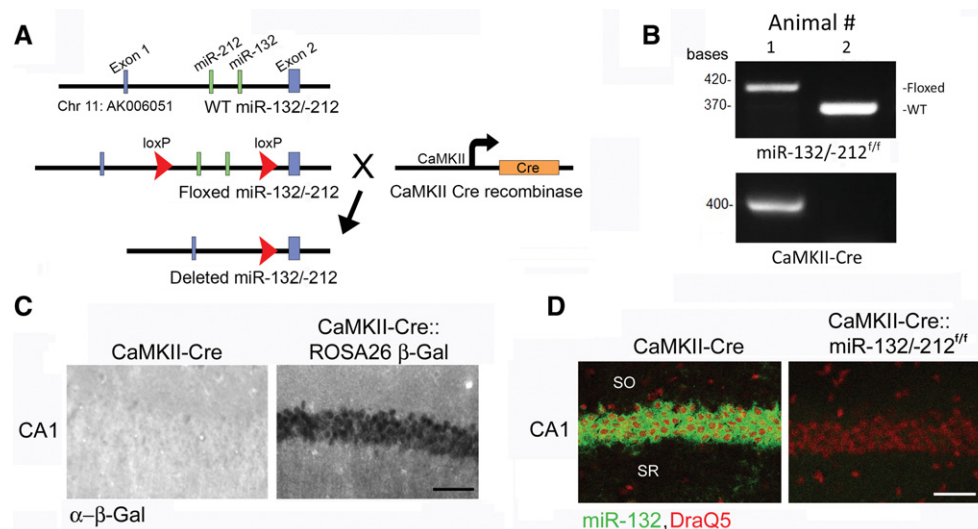 A
Exon 1
miR-212
miR-132
Exon 2
Chr 11: AK006051
WT miR-132/-212
loxP
loxP
Floxed miR-132/-212
X
CaMKII
Cre
CaMKII Cre recombinase
Deleted miR-132/-212
B
Animal #
bases
1 2
420-
370-
-Floxed
-WT
miR-132/-212f/f
400-
CaMKII-Cre
C
CaMKII-Cre
CaMKII-Cre::
ROSA26 β-Gal
CA1
α-β-Gal
D
CaMKII-Cre
CaMKII-Cre::
miR-132/-212f/f
SO
CA1
SR
miR-132,DraQ5